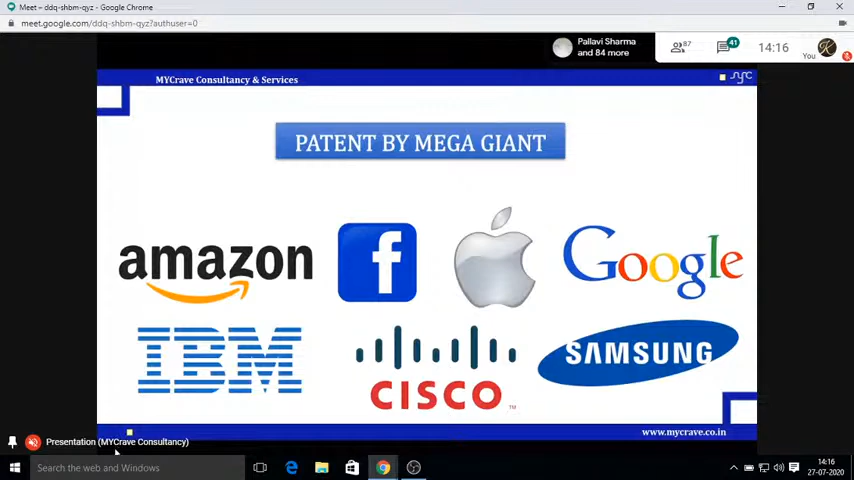 Meet – ddq-shbm-qyz - Google Chrome
meet.google.com/ddq-shbm-qyz?authuser=0
Pallavi Sharma
and 84 more
87
41
14:16
You
MYCrave Consultancy & Services
PATENT BY MEGA GIANT
amazon
f
Google
IBM
CISCO
TM
SAMSUNG
www.mycrave.co.in
Presentation (MYCrave Consultancy)
Search the web and Windows
14:16
27-07-2020